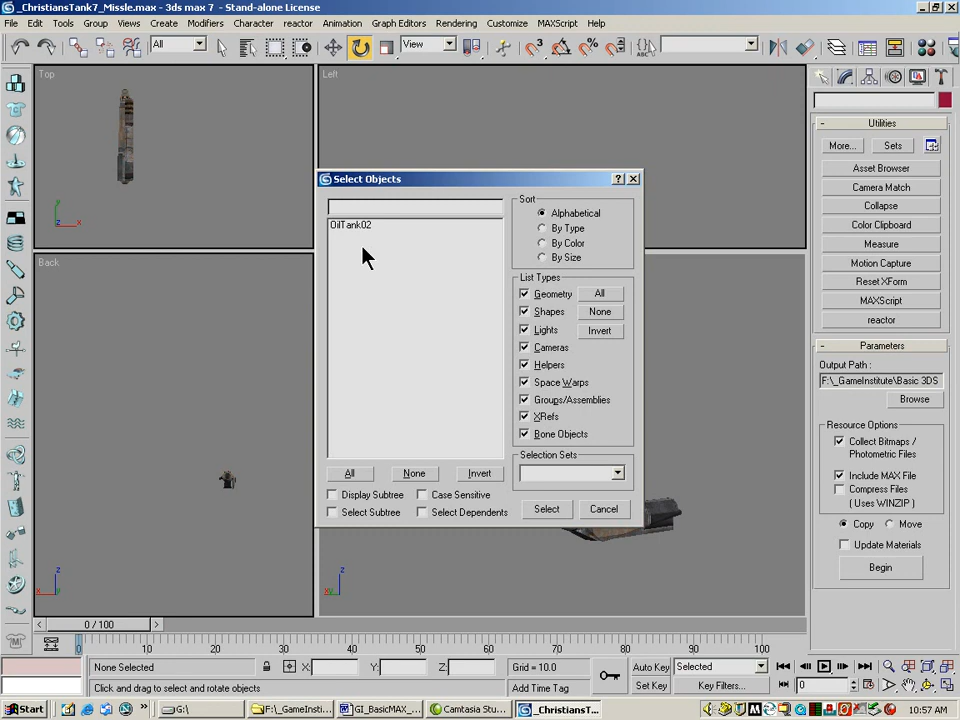 _ChristiansTank7_Missle.max - 3ds max 7 - Stand-alone License
File Edit Tools Group Views Create Modifiers Character reactor Animation Graph Editors Rendering Customize MAXScript Help
All View
Top
Left
Back
Select Objects
OilTank02
Sort
Alphabetical
By Type
By Color
By Size
List Types
Geometry All
Shapes None
Lights Invert
Cameras
Helpers
Space Warps
Groups/Assemblies
XRefs
Bone Objects
Selection Sets
All None Invert
Display Subtree Case Sensitive
Select Subtree Select Dependents
Select Cancel
Utilities
More... Sets
Asset Browser
Camera Match
Collapse
Color Clipboard
Measure
Motion Capture
Reset XForm
MAXScript
reactor
Parameters
Output Path :
F:\_GameInstitute\Basic 3DS
Browse
Resource Options
Collect Bitmaps /
Photometric Files
Include MAX File
Compress Files
( Uses WINZIP )
Copy Move
Update Materials
Begin
y x
z
x y
z
0 / 100
0 10 20 30 40 50 60 70 80 90 100
None Selected X: Y: Z: Grid = 10.0 Auto Key Selected
Click and drag to select and rotate objects Add Time Tag Set Key Key Filters... 0
Start G:\ F:\_GameInsti... GI_BasicMAX_... Camtasia Stu... _ChristiansT... 10:57 AM